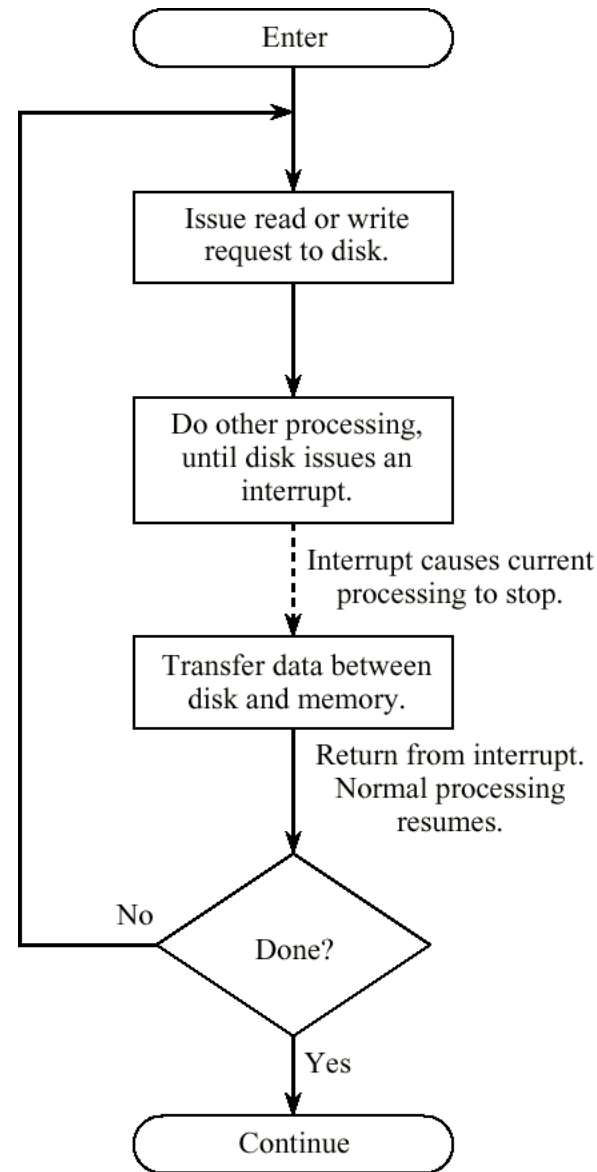 Enter
Issue read or write
request to disk.
Do other processing,
until disk issues an
interrupt.
Interrupt causes current
processing to stop.
Transfer data between
disk and memory.
Return from interrupt.
Normal processing
resumes.
No
Done?
Yes
Continue